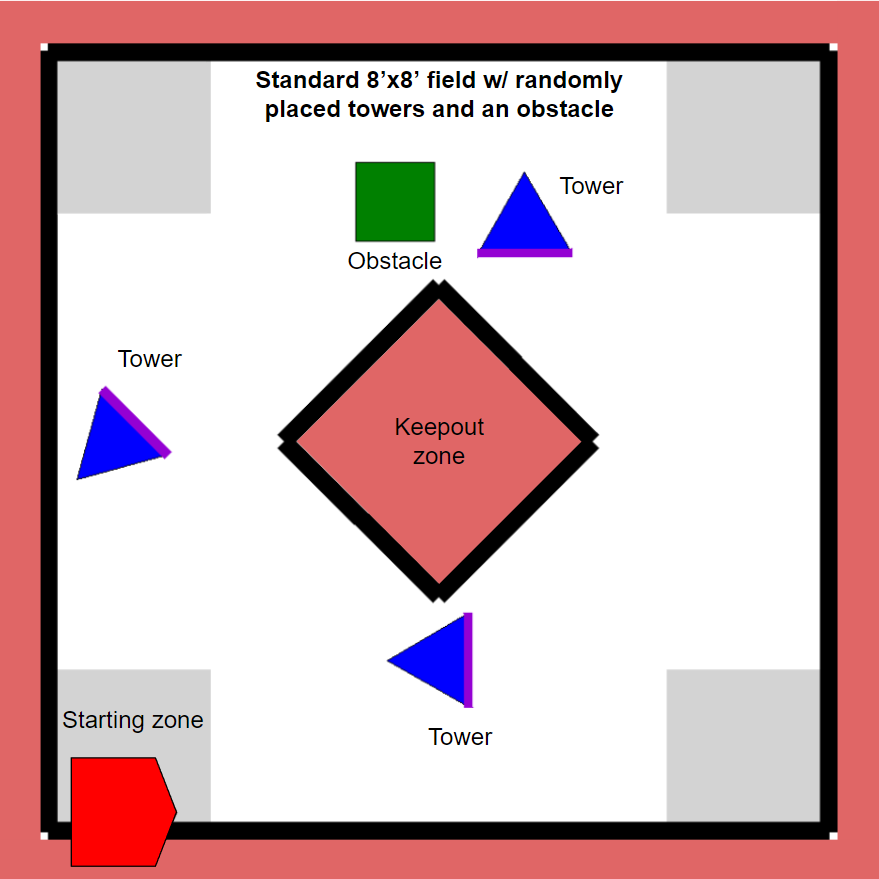 Standard 8’x8’ field w/ randomly
placed towers and an obstacle
Tower
Obstacle
Tower
Keepout
zone
Starting zone
Tower